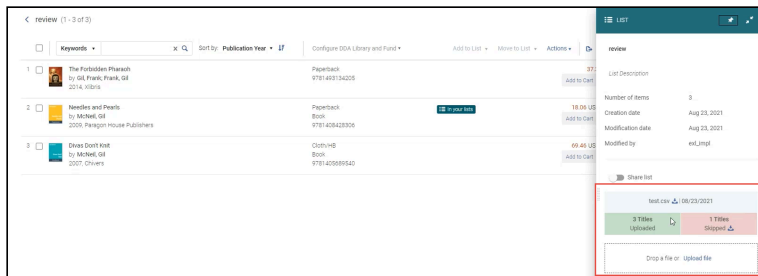 review (1 - 3 of 3)
Keywords
Sort by: Publication Year
Configure DDA Library and Fund
Add to List
Move to List
Actions
1
The Forbidden Pharaoh
by Gil, Frank; Frank, Gil
2014, Xlibris
Paperback
9781493134205
37.
Add to Cart
2
Needles and Pearls
by McNeil, Gil
2009, Paragon House Publishers
Paperback
Book
9781408428306
In your lists
18.06 US
Add to Cart
3
Divas Don't Knit
by McNeil, Gil
2007, Chivers
Cloth/HB
Book
9781405689540
69.46 US
Add to Cart
LIST
review
List Description
Number of items 3
Creation date Aug 23, 2021
Modification date Aug 23, 2021
Modified by exl_impl
Share list
test.csv | 08/23/2021
3 Titles
Uploaded
1 Titles
Skipped
Drop a file or Upload file